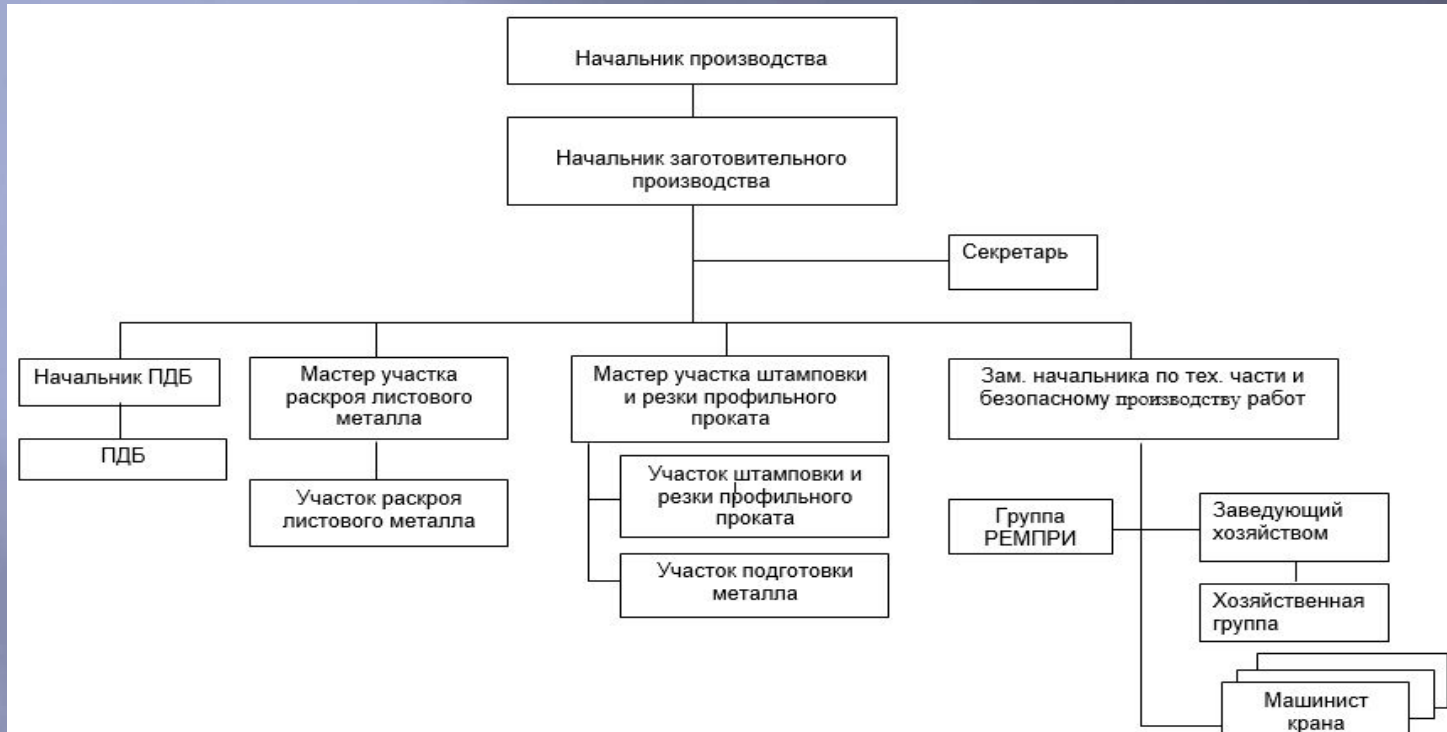 Начальник производства
Начальник заготовительного
производства
Секретарь
Начальник ПДБ
ПДБ
Мастер участка
раскроя листового
металла
Участок раскроя
листового металла
Мастер участка штамповки
и резки профильного
проката
Участок штамповки и
резки профильного
проката
Участок подготовки
металла
Зам. начальника по тех. части и
безопасному производству работ
Группа
РЕМПРИ
Заведующий
хозяйством
Хозяйственная
группа
Машинист
крана